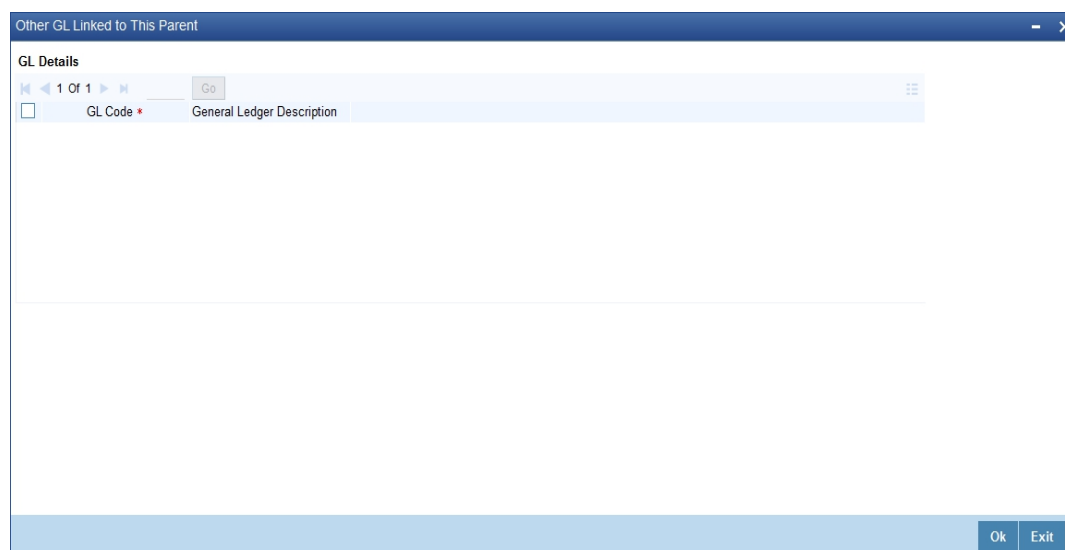 Other GL Linked to This Parent
GL Details
1 Of 1 Go
GL Code * General Ledger Description
Ok Exit